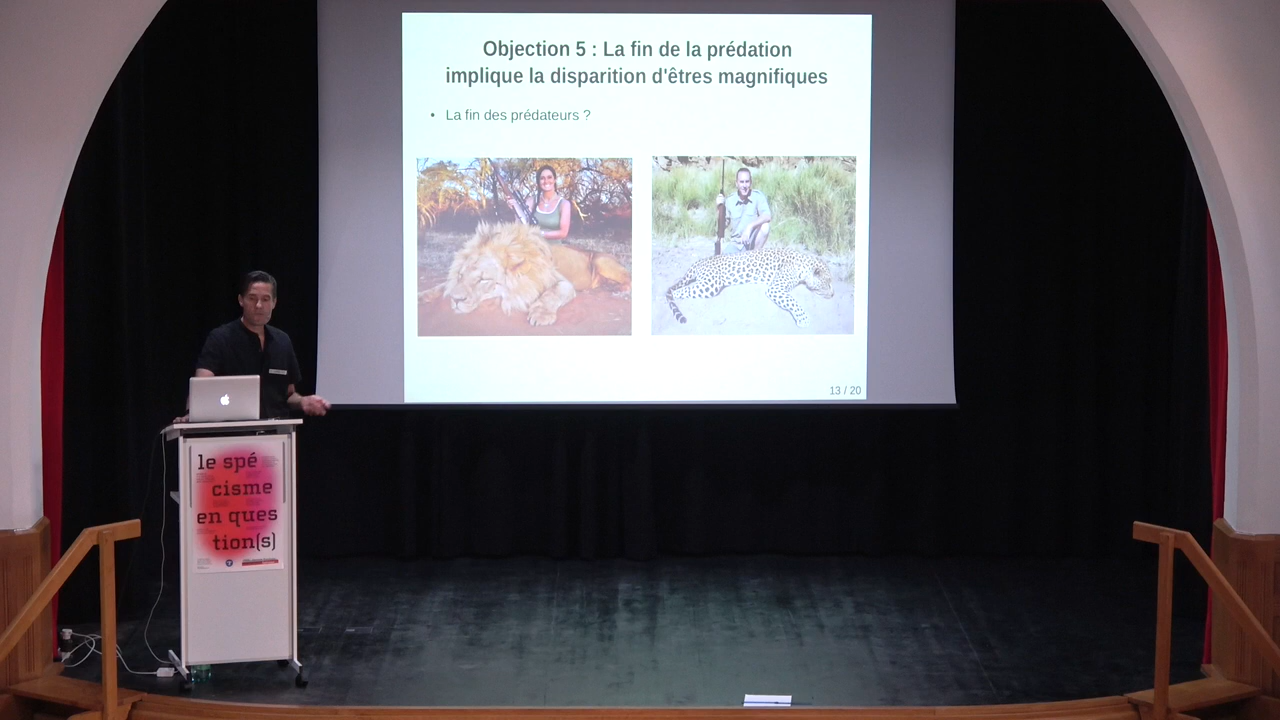 Objection 5 : La fin de la prédation
implique la disparition d'êtres magnifiques
• La fin des prédateurs ?
13 / 20
le spé
cisme
en ques
tion(s)